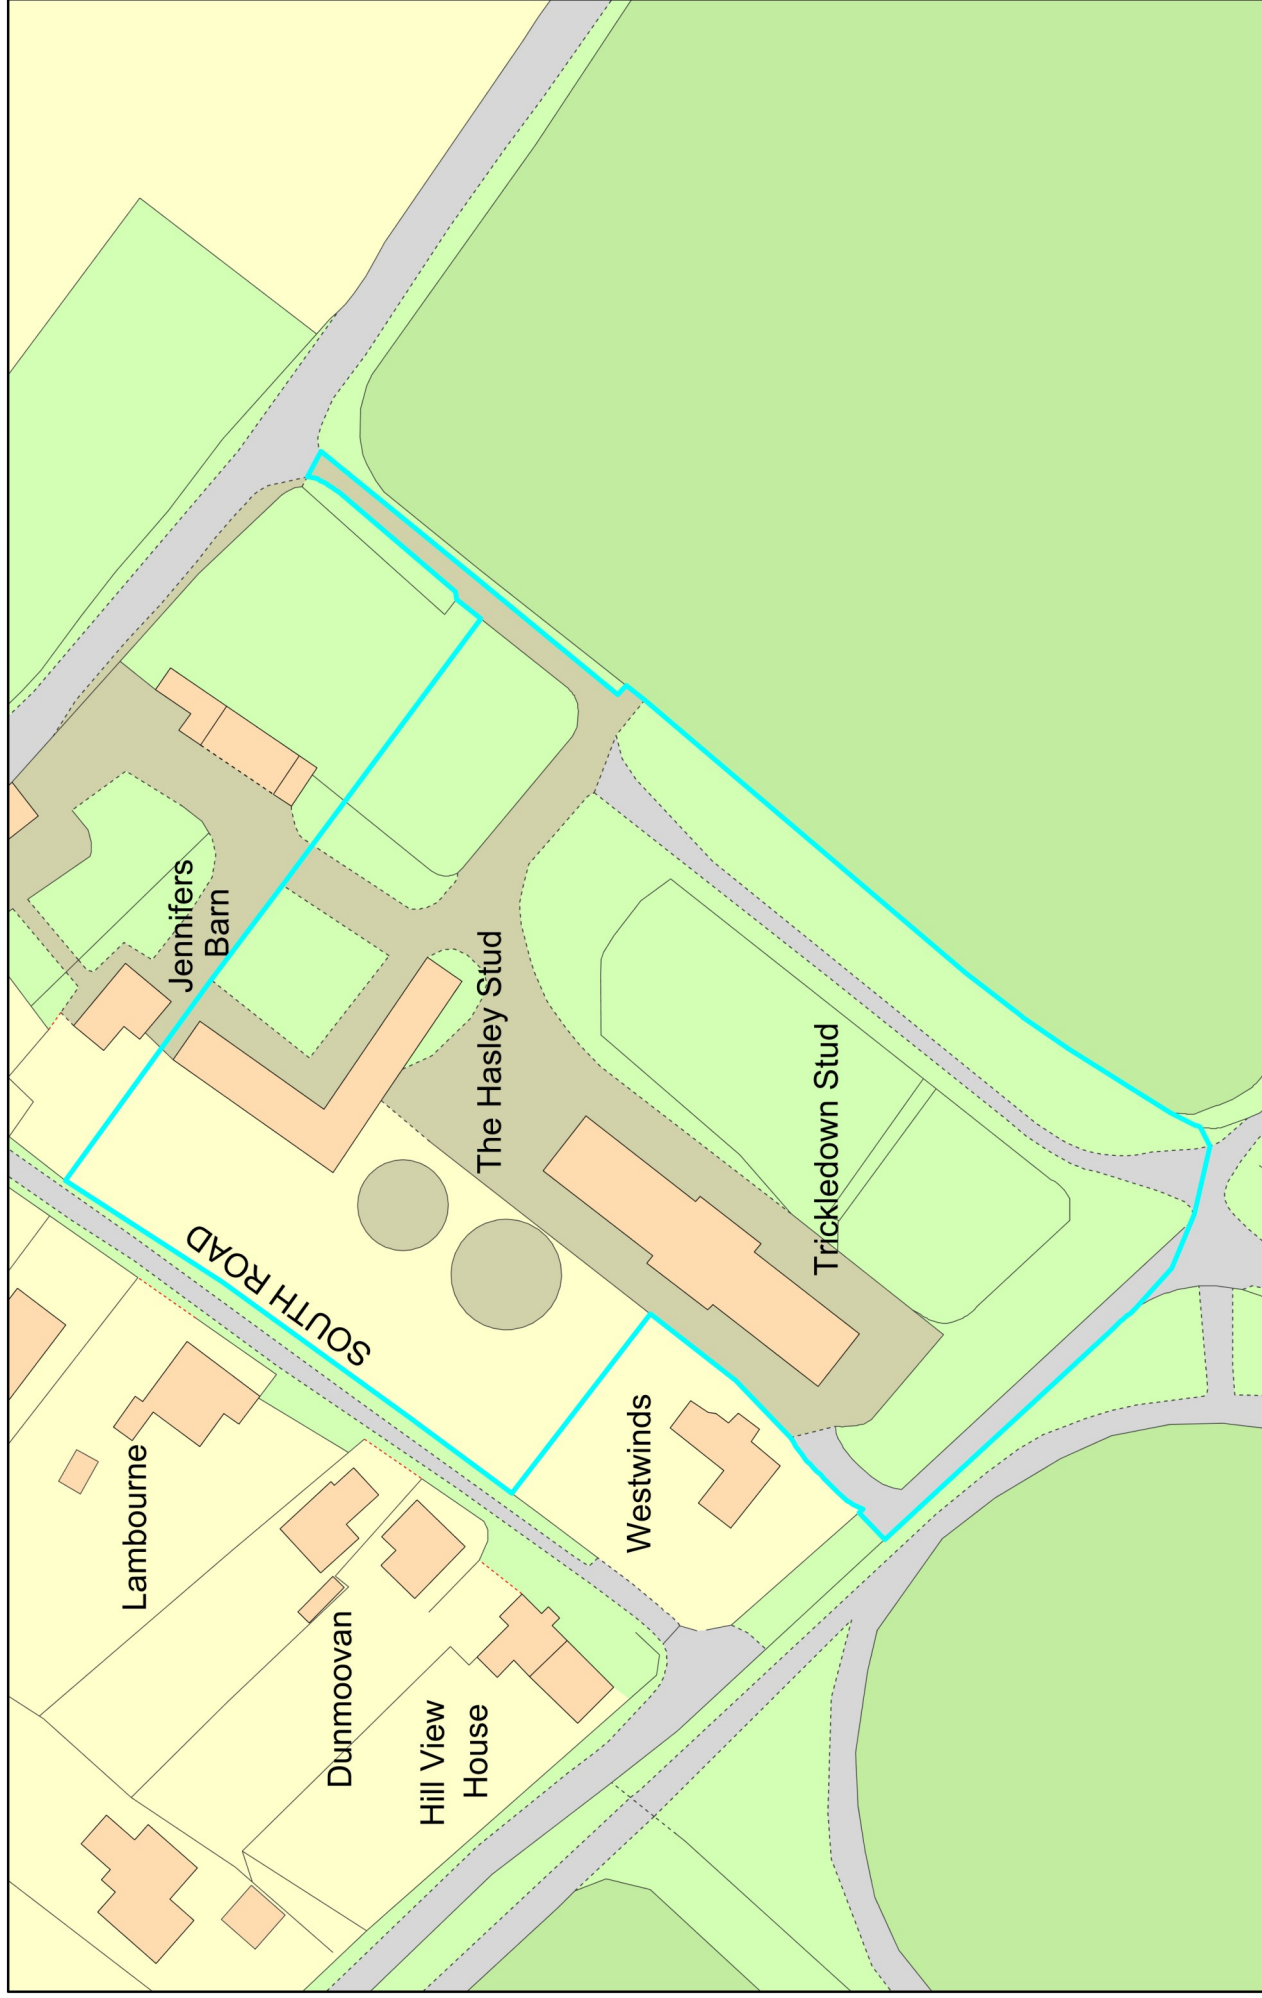 Jennifers
Barn
The Hasley Stud
Trickledown Stud
SOUTH ROAD
Westwinds
Lambourne
Dunmoovan
Hill View
House